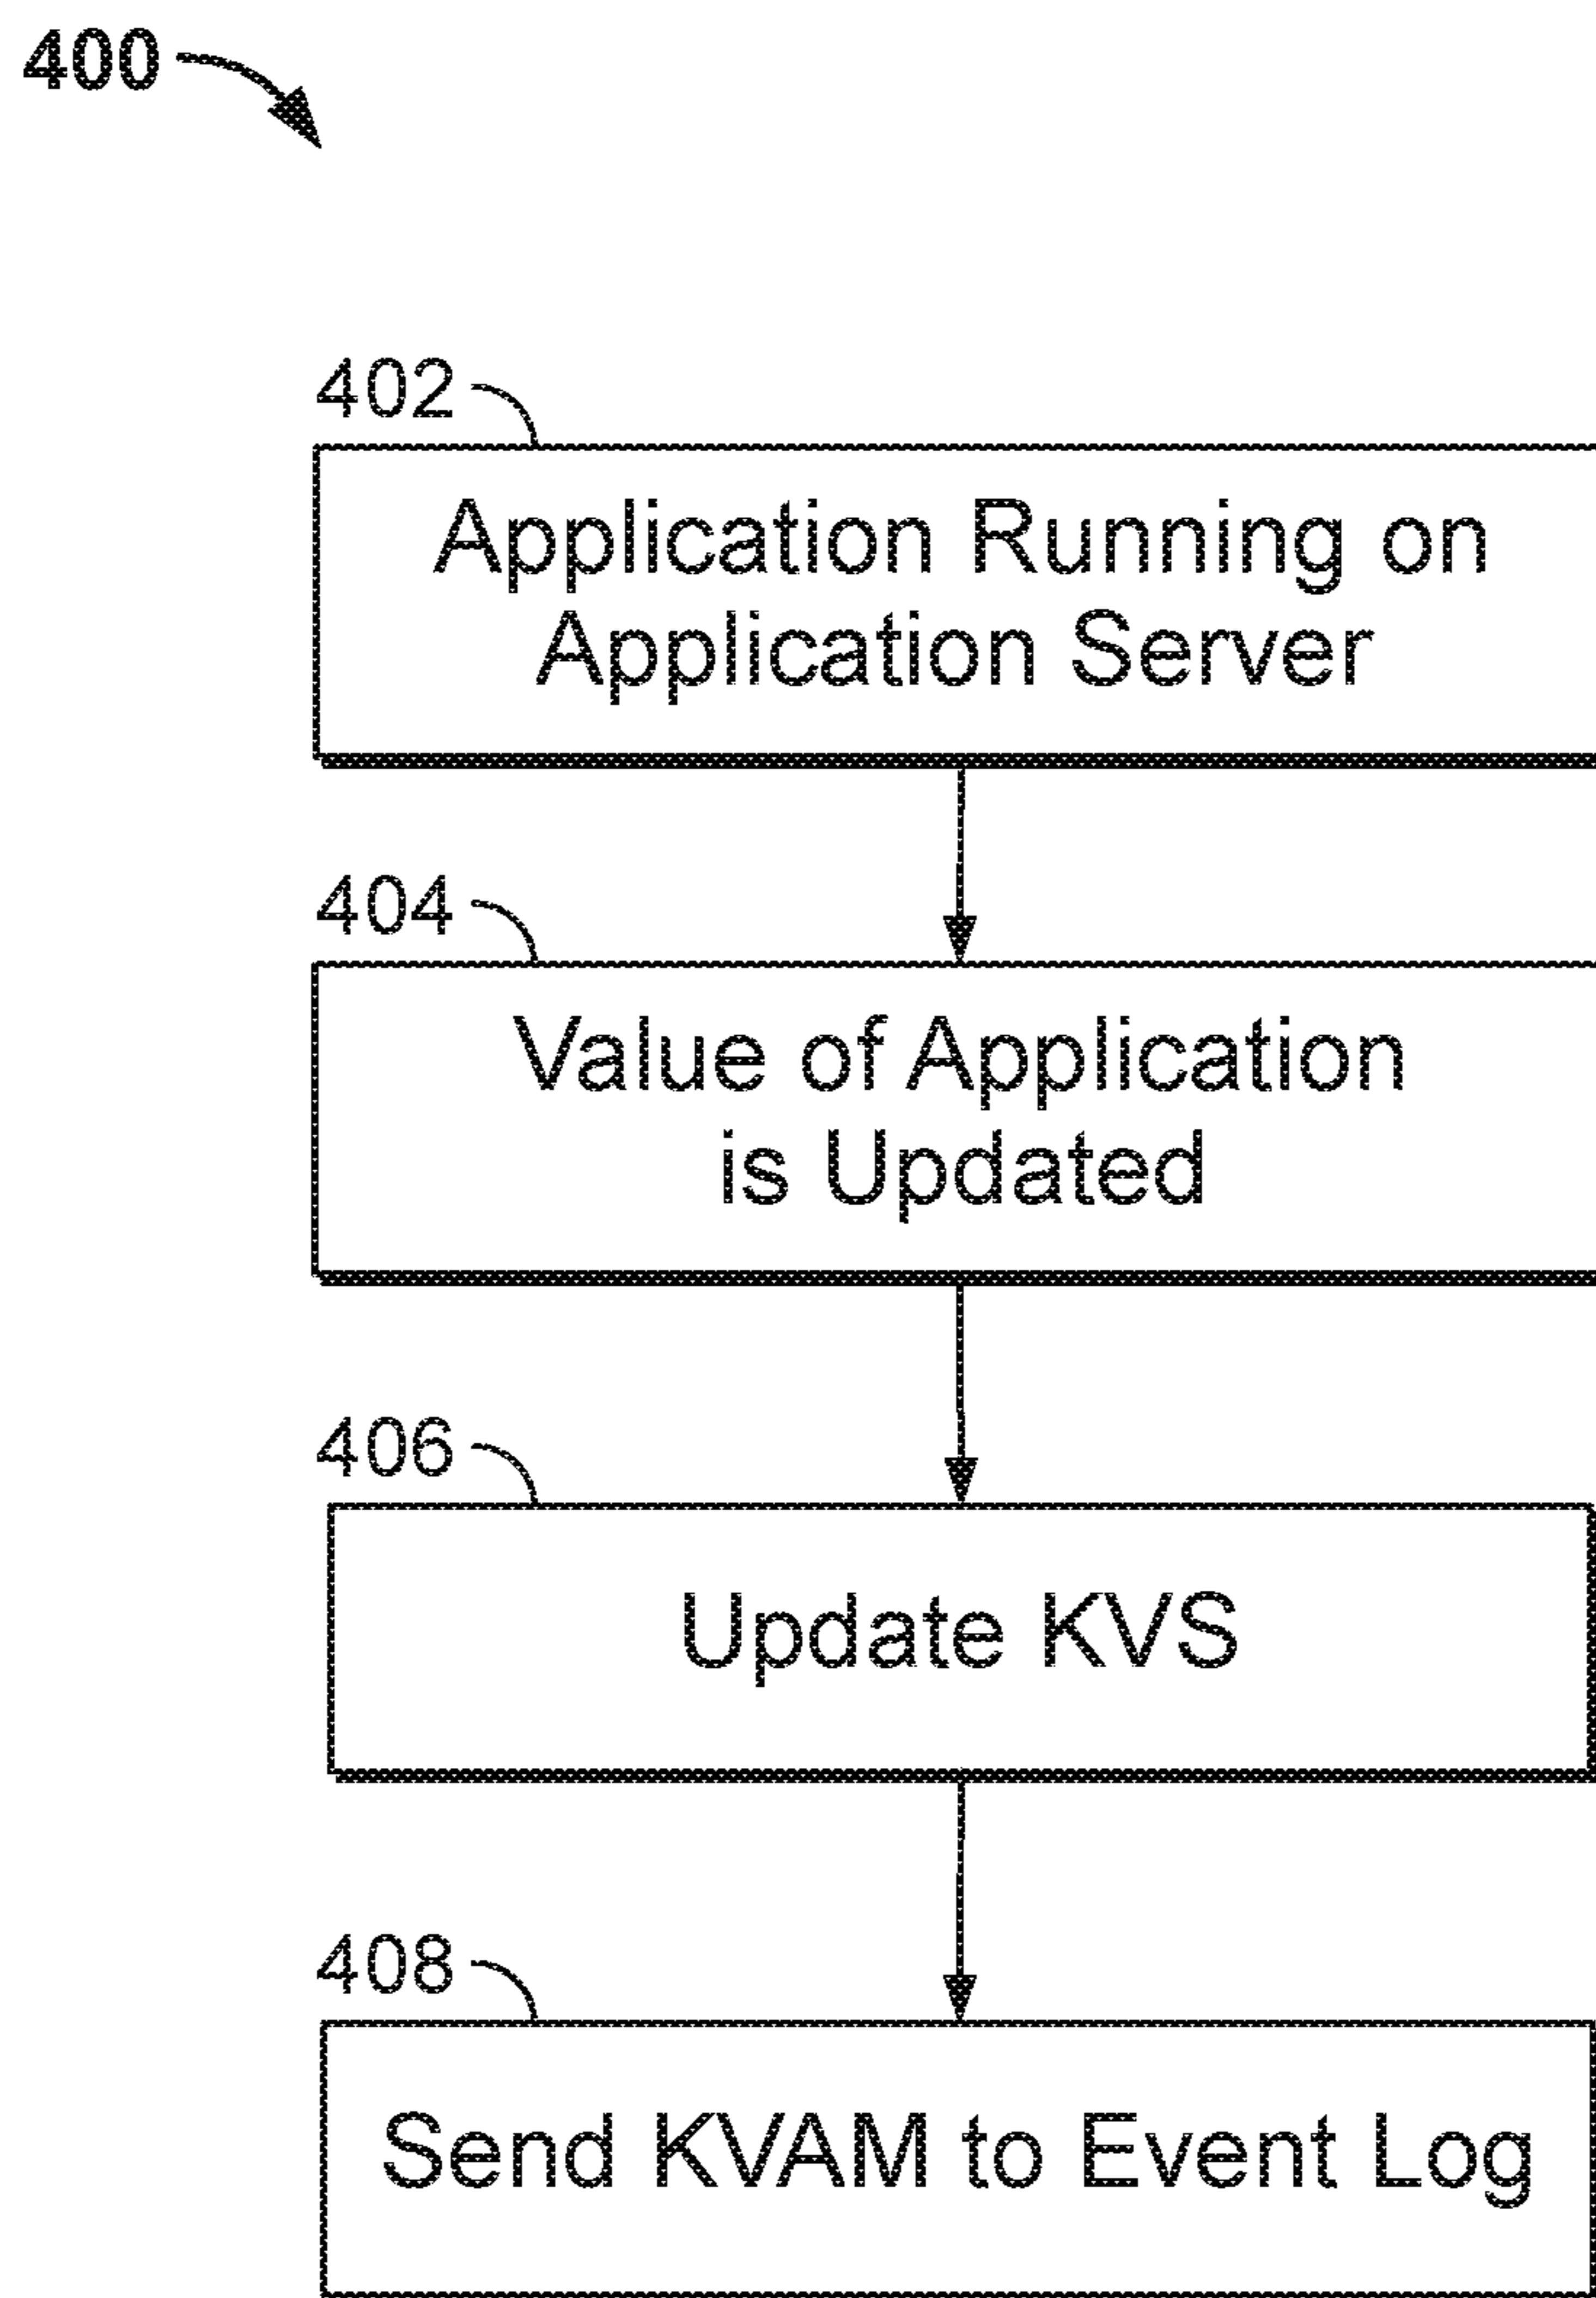 400
402
Application Running on
Application Server
404
Value of Application
is Updated
406
Update KVS
408
Send KVAM to Event Log